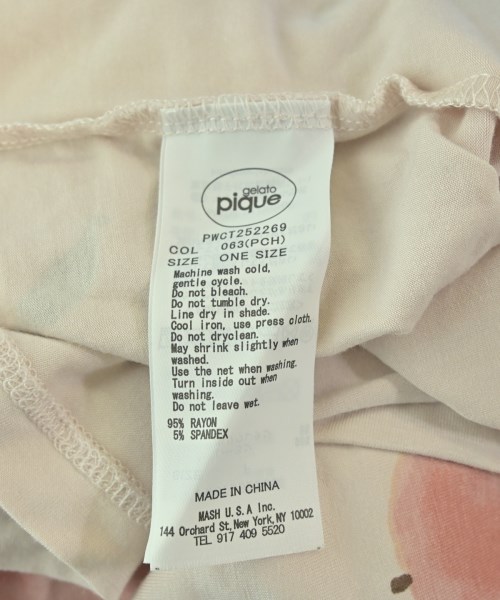 gelato
pique
PWCT252269
COL 063(PCH)
SIZE ONE SIZE
Machine wash cold,
gentle cycle.
Do not bleach.
Do not tumble dry.
Line dry in shade.
Cool iron, use press cloth.
Do not dryclean.
May shrink slightly when
washed.
Use the net when washing.
Turn inside out when
washing.
Do not leave wet.
95% RAYON
5% SPANDEX
MADE IN CHINA
MASH U.S.A Inc.
144 Orchard St, New York, NY 10002
TEL 917 409 5520